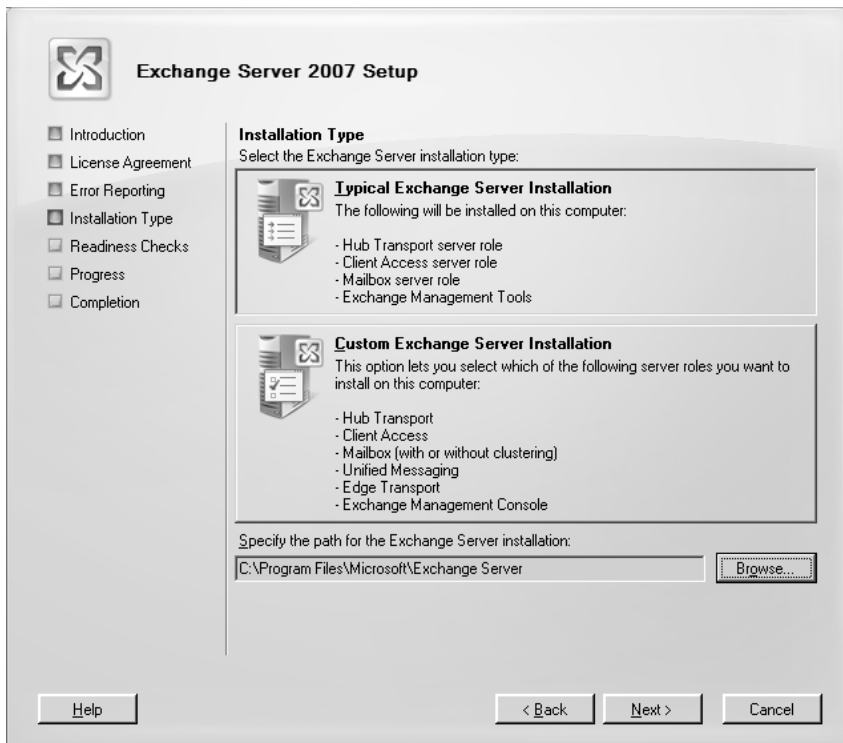 Exchange Server 2007 Setup
Introduction
License Agreement
Error Reporting
Installation Type
Readiness Checks
Progress
Completion
Installation Type
Select the Exchange Server installation type:
Typical Exchange Server Installation
The following will be installed on this computer:
- Hub Transport server role
- Client Access server role
- Mailbox server role
- Exchange Management Tools
Custom Exchange Server Installation
This option lets you select which of the following server roles you want to
install on this computer:
- Hub Transport
- Client Access
- Mailbox (with or without clustering)
- Unified Messaging
- Edge Transport
- Exchange Management Console
Specify the path for the Exchange Server installation:
C:\Program Files\Microsoft\Exchange Server
Browse...
Help
< Back
Next >
Cancel